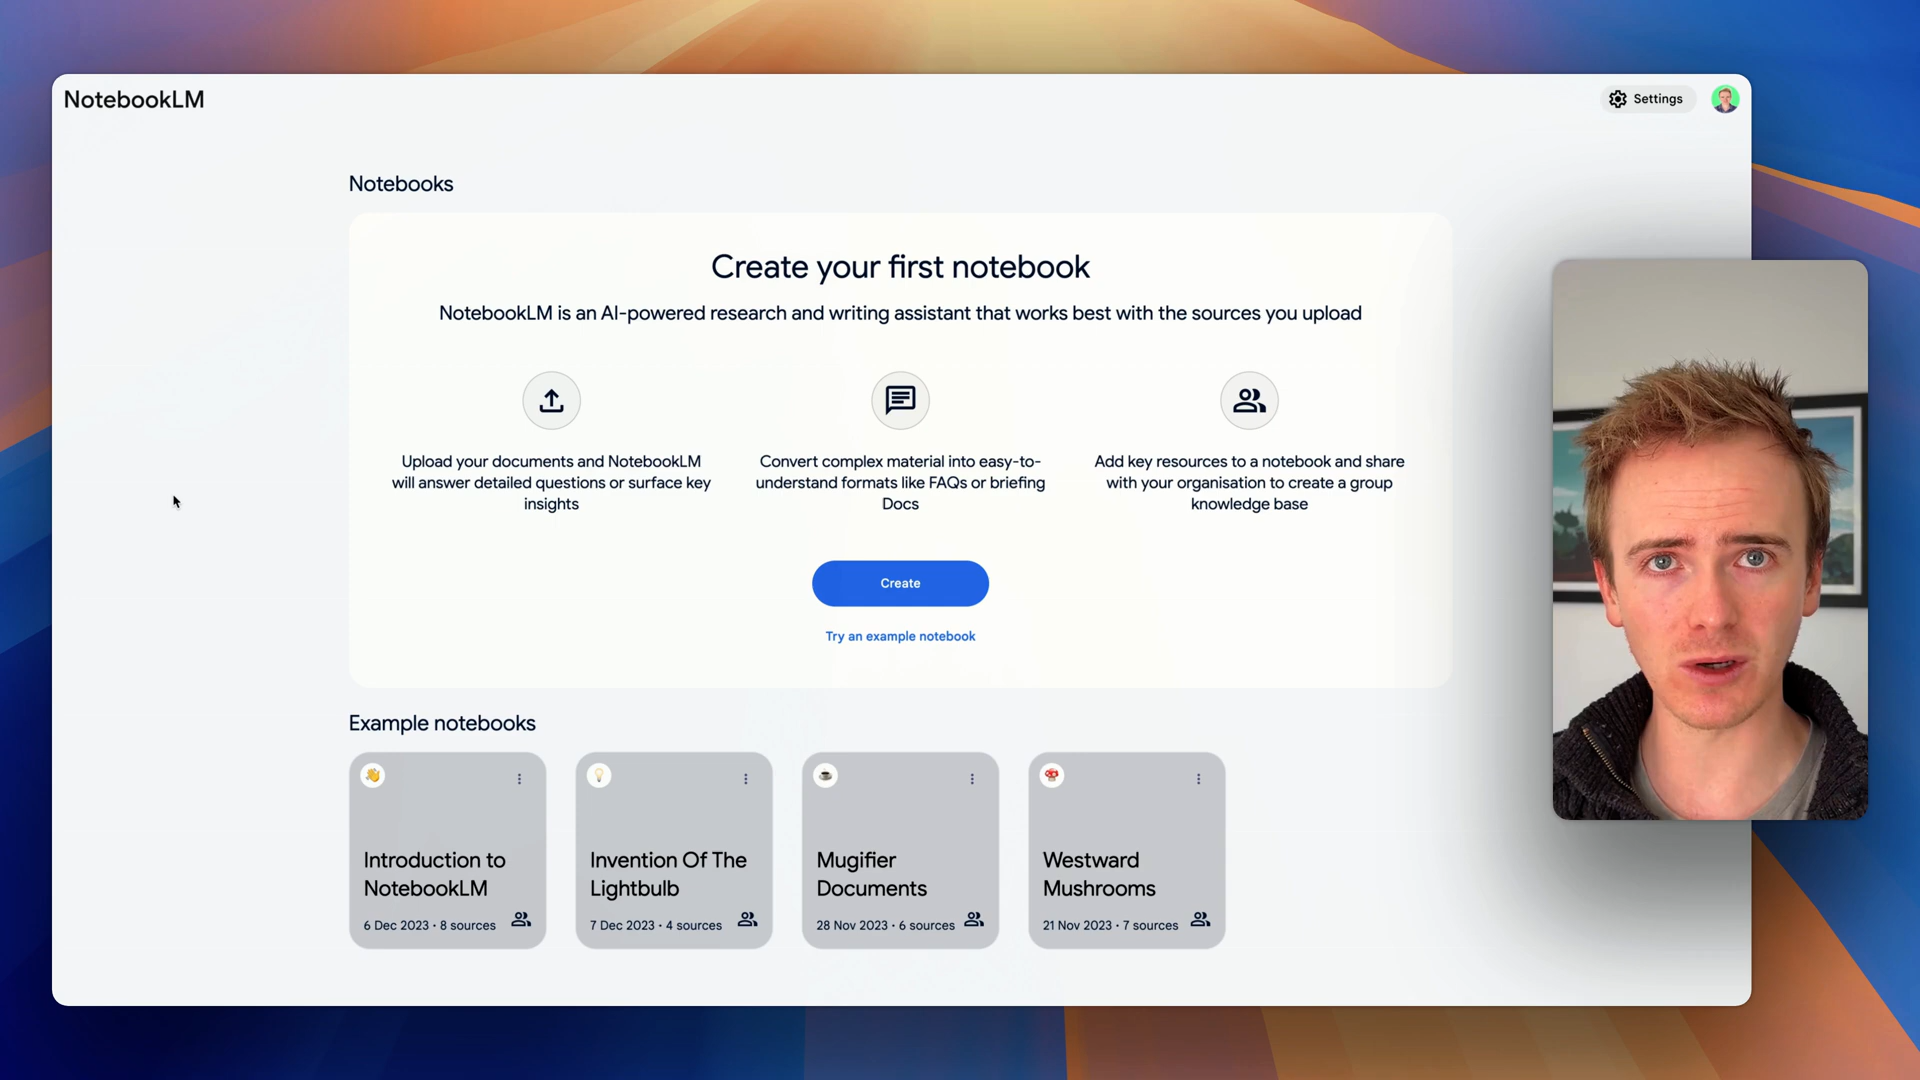 NotebookLM
Settings
Notebooks
Create your first notebook
NotebookLM is an AI-powered research and writing assistant that works best with the sources you upload
Upload your documents and NotebookLM
will answer detailed questions or surface key
insights
Convert complex material into easy-to-
understand formats like FAQs or briefing
Docs
Add key resources to a notebook and share
with your organisation to create a group
knowledge base
Create
Try an example notebook
Example notebooks
Introduction to
NotebookLM
6 Dec 2023 • 8 sources
Invention Of The
Lightbulb
7 Dec 2023 • 4 sources
Mugifier
Documents
28 Nov 2023 • 6 sources
Westward
Mushrooms
21 Nov 2023 • 7 sources